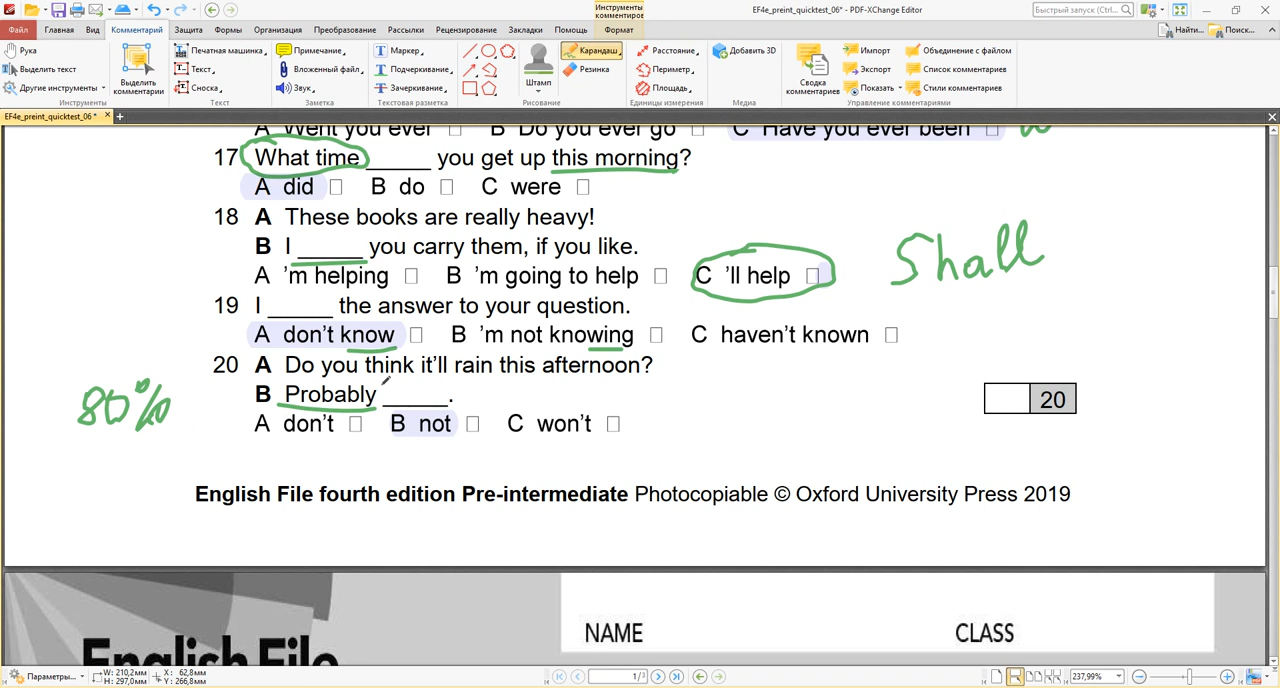 EF4e_preint_quicktest_06* - PDF-XChange Editor
Инструменты комментиров
Быстрый запуск (Ctrl...
Файл Главная Вид Комментарий Защита Формы Организация Преобразование Рассылки Рецензирование Закладки Помощь Формат
Найти... Поиск...
Рука
Выделить текст
Другие инструменты
Инструменты
Выделить комментарии
Печатная машинка
Текст
Сноска
Текст
Примечание
Вложенный файл
Звук
Заметка
Маркер
Подчеркивание
Зачеркивание
Текстовая разметка
Штамп
Карандаш
Резинка
Рисование
Расстояние
Периметр
Площадь
Единицы измерения
Добавить 3D
Медиа
Сводка комментариев
Импорт
Экспорт
Показать
Объединение с файлом
Список комментариев
Стили комментариев
Управление комментариями
EF4e_preint_quicktest_06 *
A Went you ever B Do you ever go C Have you ever been
17 What time _____ you get up this morning?
A did B do C were
18 A These books are really heavy!
B I _____ you carry them, if you like.
A 'm helping B 'm going to help C 'll help
Shall
19 I _____ the answer to your question.
A don't know B 'm not knowing C haven't known
20 A Do you think it'll rain this afternoon?
80%
B Probably _____.
20
A don't B not C won't
English File fourth edition Pre-intermediate Photocopiable © Oxford University Press 2019
English File
NAME CLASS
Параметры...
W: 210,2мм
H: 297,0мм
X: 62,8мм
Y: 266,8мм
237,99%